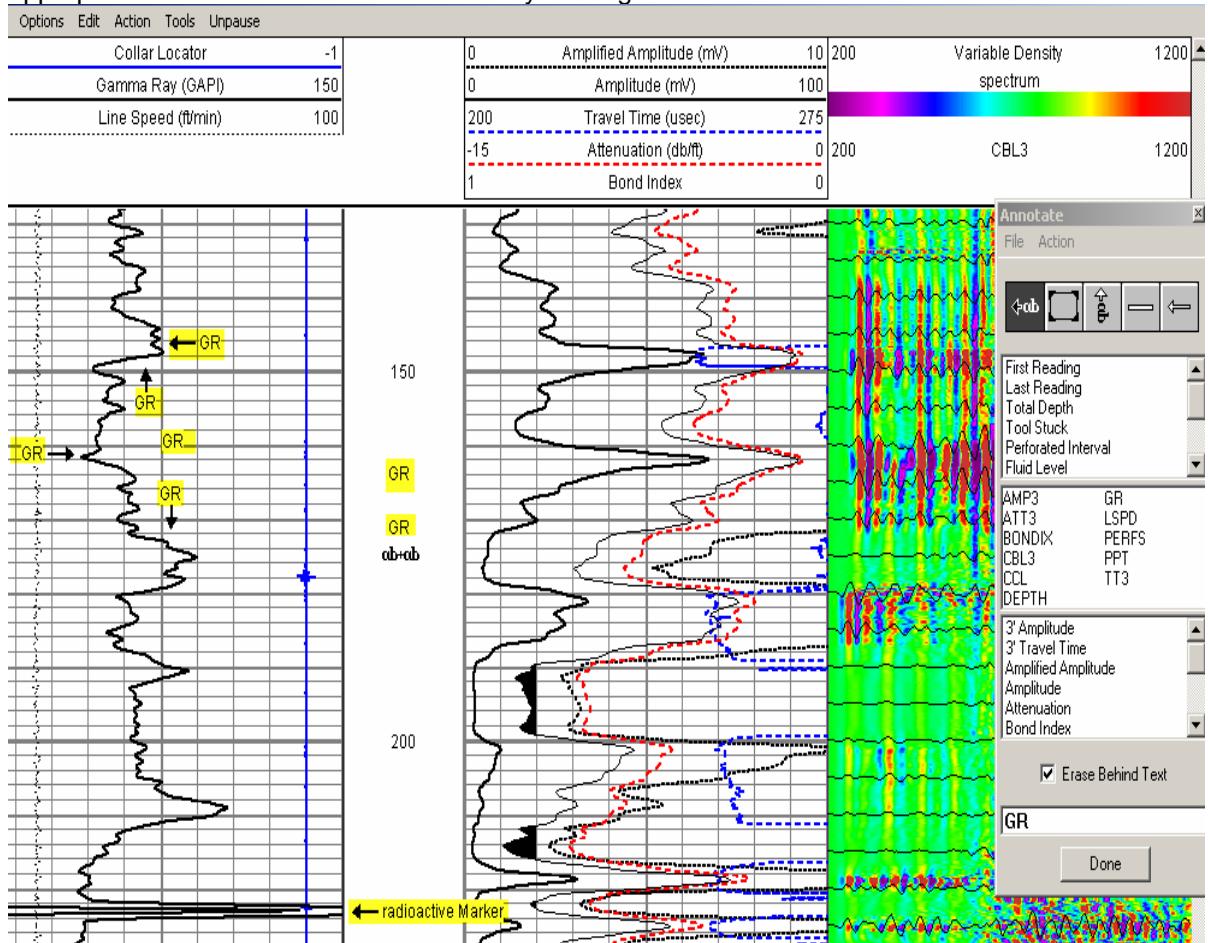 Options Edit Action Tools Unpause
Collar Locator -1
Gamma Ray (GAPI) 150
Line Speed (ft/min) 100
0 Amplified Amplitude (mV) 10
0 Amplitude (mV) 100
200 Travel Time (usec) 275
-15 Attenuation (db/ft) 0
1 Bond Index 0
200 Variable Density 1200
spectrum
200 CBL3 1200
GR
150
GR
GR
GR
GR
GR
GR
αb+αb
200
radioactive Marker
Annotate
File Action
αb
αb
First Reading
Last Reading
Total Depth
Tool Stuck
Perforated Interval
Fluid Level
AMP3 GR
ATT3 LSPD
BONDIX PERFS
CBL3 PPT
CCL TT3
DEPTH
3' Amplitude
3' Travel Time
Amplified Amplitude
Amplitude
Attenuation
Bond Index
Erase Behind Text
GR
Done